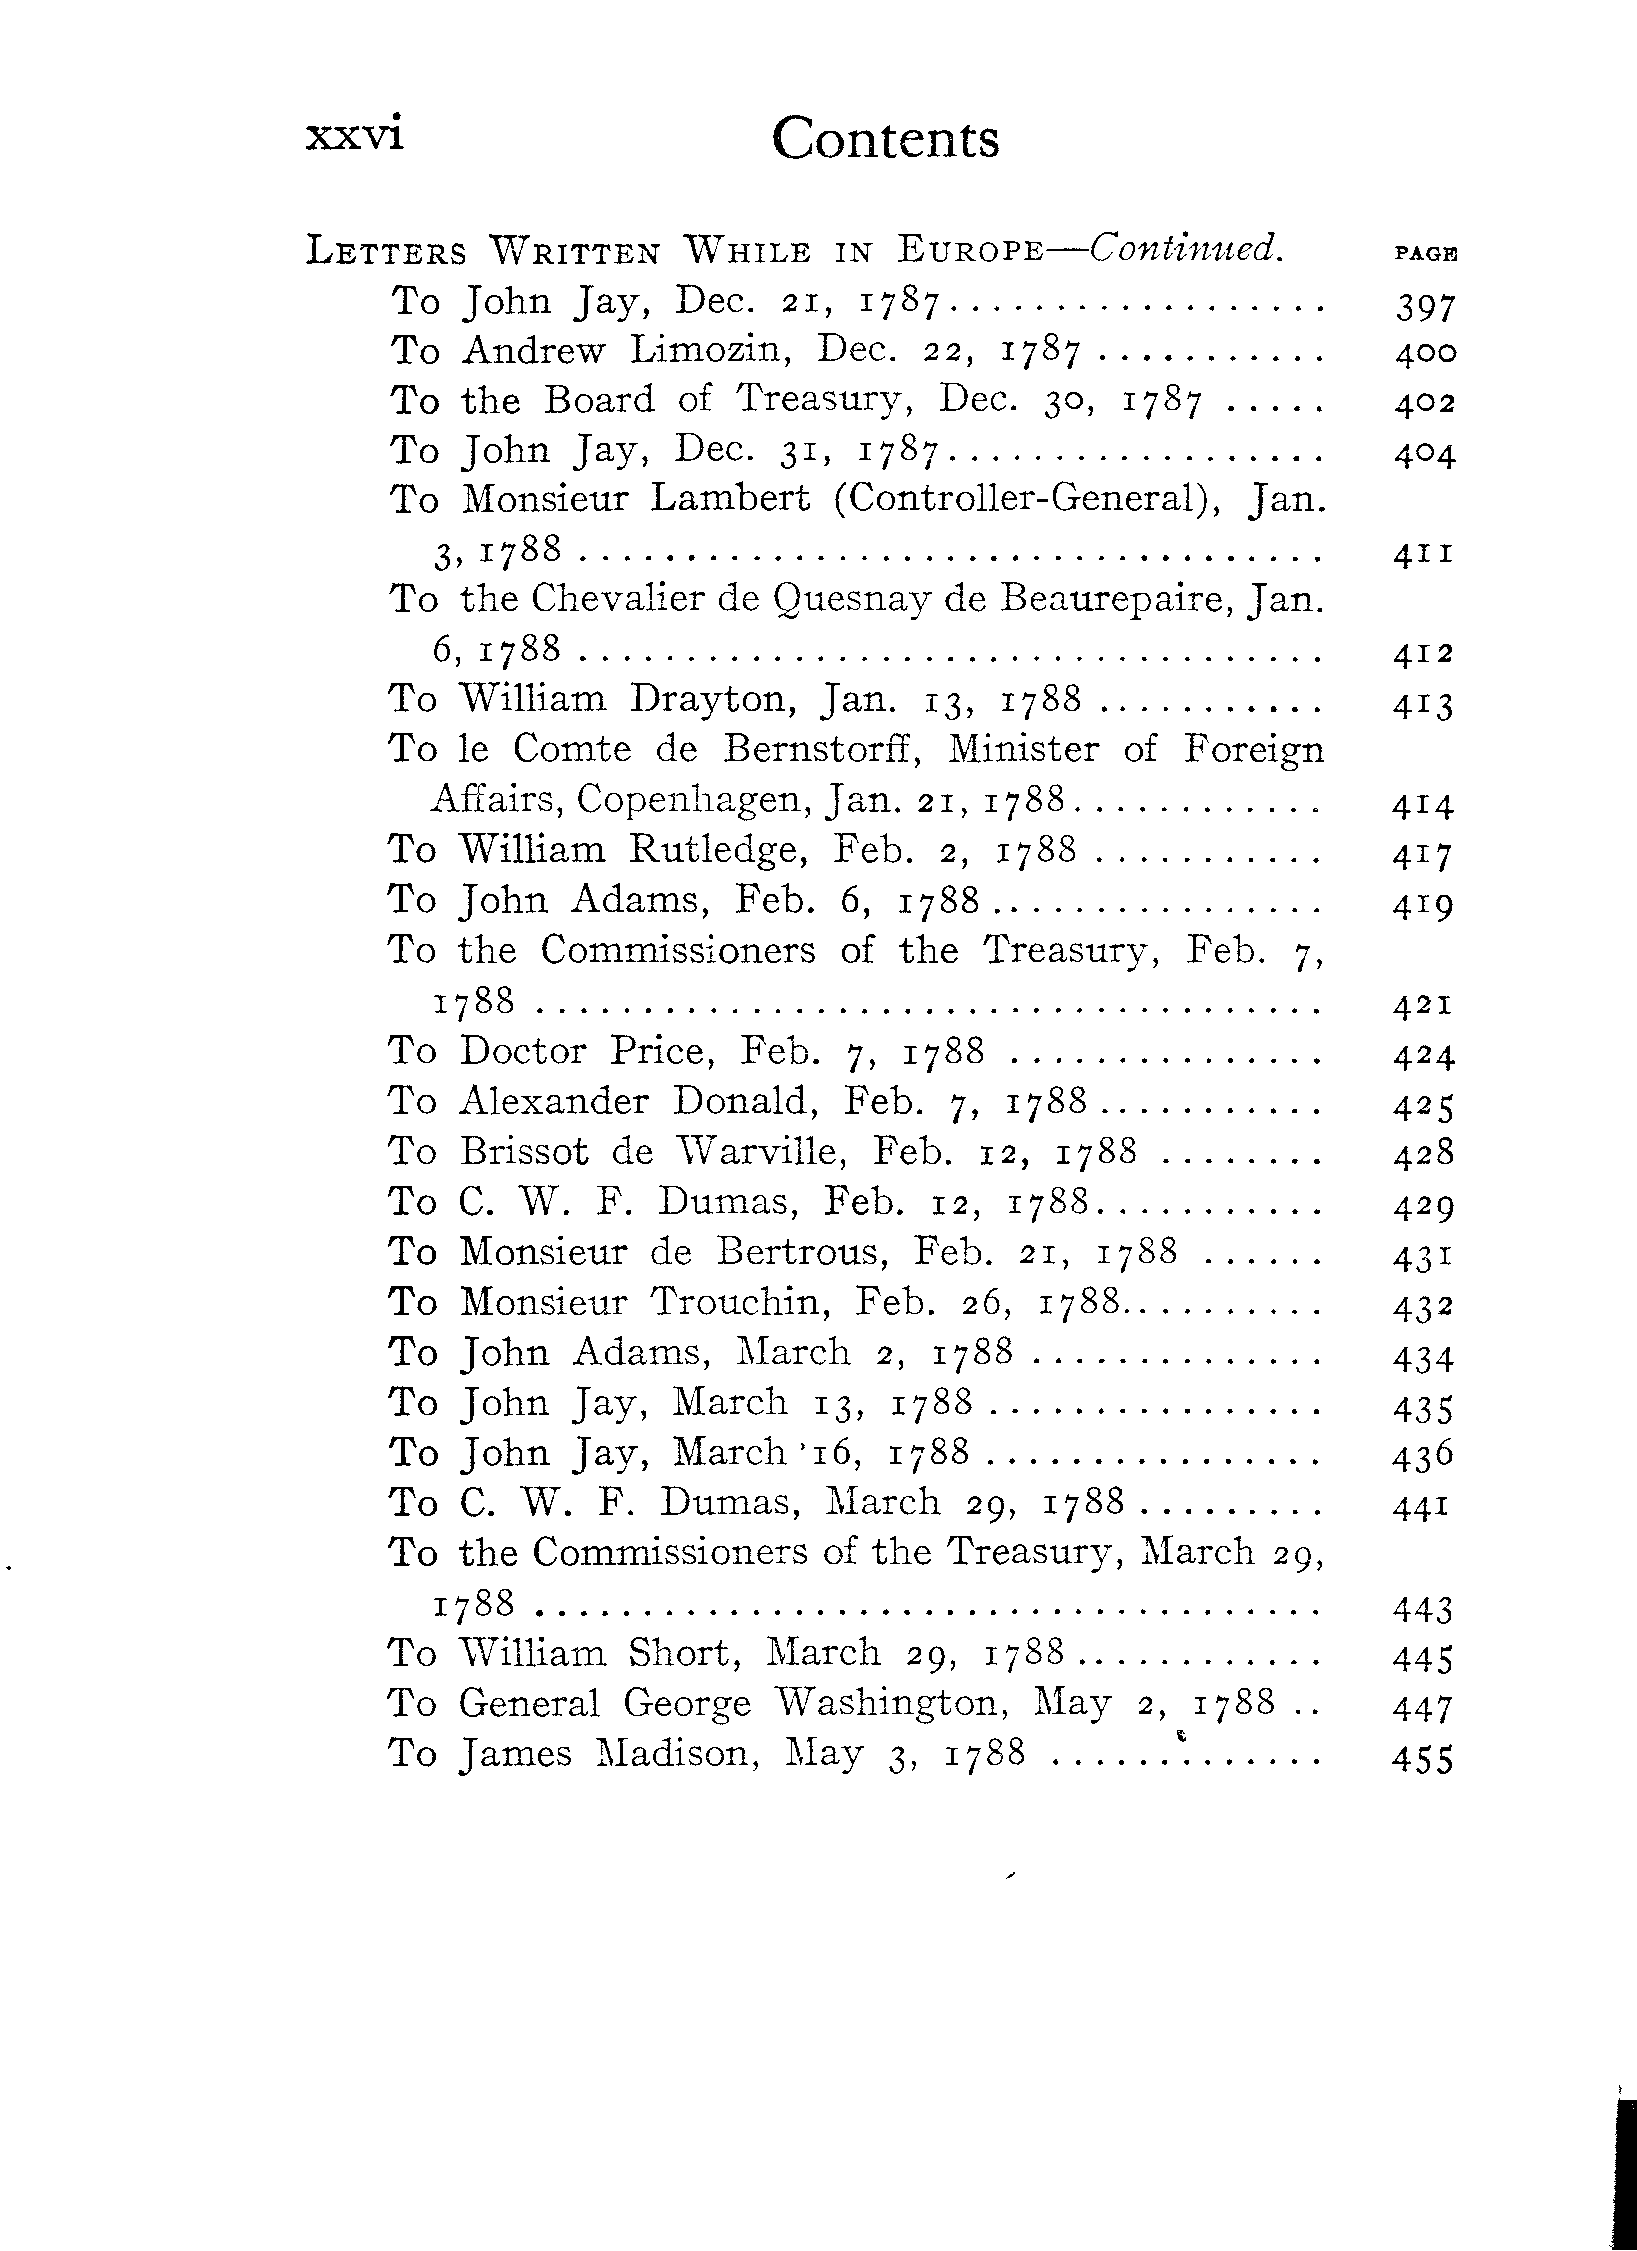 xxvi Contents
LETTERS WRITTEN WHILE IN EUROPE—Continued. PAGE
To John Jay, Dec. 21, 1787.................. 397
To Andrew Limozin, Dec. 22, 1787 ........... 400
To the Board of Treasury, Dec. 30, 1787 ..... 402
To John Jay, Dec. 31, 1787.................. 404
To Monsieur Lambert (Controller-General), Jan.
3, 1788 ................................... 411
To the Chevalier de Quesnay de Beaurepaire, Jan.
6, 1788 ................................... 412
To William Drayton, Jan. 13, 1788 ........... 413
To le Comte de Bernstorff, Minister of Foreign
Affairs, Copenhagen, Jan. 21, 1788............ 414
To William Rutledge, Feb. 2, 1788 ........... 417
To John Adams, Feb. 6, 1788 ................ 419
To the Commissioners of the Treasury, Feb. 7,
1788 ..................................... 421
To Doctor Price, Feb. 7, 1788 ............... 424
To Alexander Donald, Feb. 7, 1788 ........... 425
To Brissot de Warville, Feb. 12, 1788 ........ 428
To C. W. F. Dumas, Feb. 12, 1788........... 429
To Monsieur de Bertrous, Feb. 21, 1788 ...... 431
To Monsieur Trouchin, Feb. 26, 1788.......... 432
To John Adams, March 2, 1788 .............. 434
To John Jay, March 13, 1788 ................ 435
To John Jay, March 16, 1788 ................ 436
To C. W. F. Dumas, March 29, 1788 ......... 441
To the Commissioners of the Treasury, March 29,
1788 ..................................... 443
To William Short, March 29, 1788 ............ 445
To General George Washington, May 2, 1788 .. 447
To James Madison, May 3, 1788 ............. 455